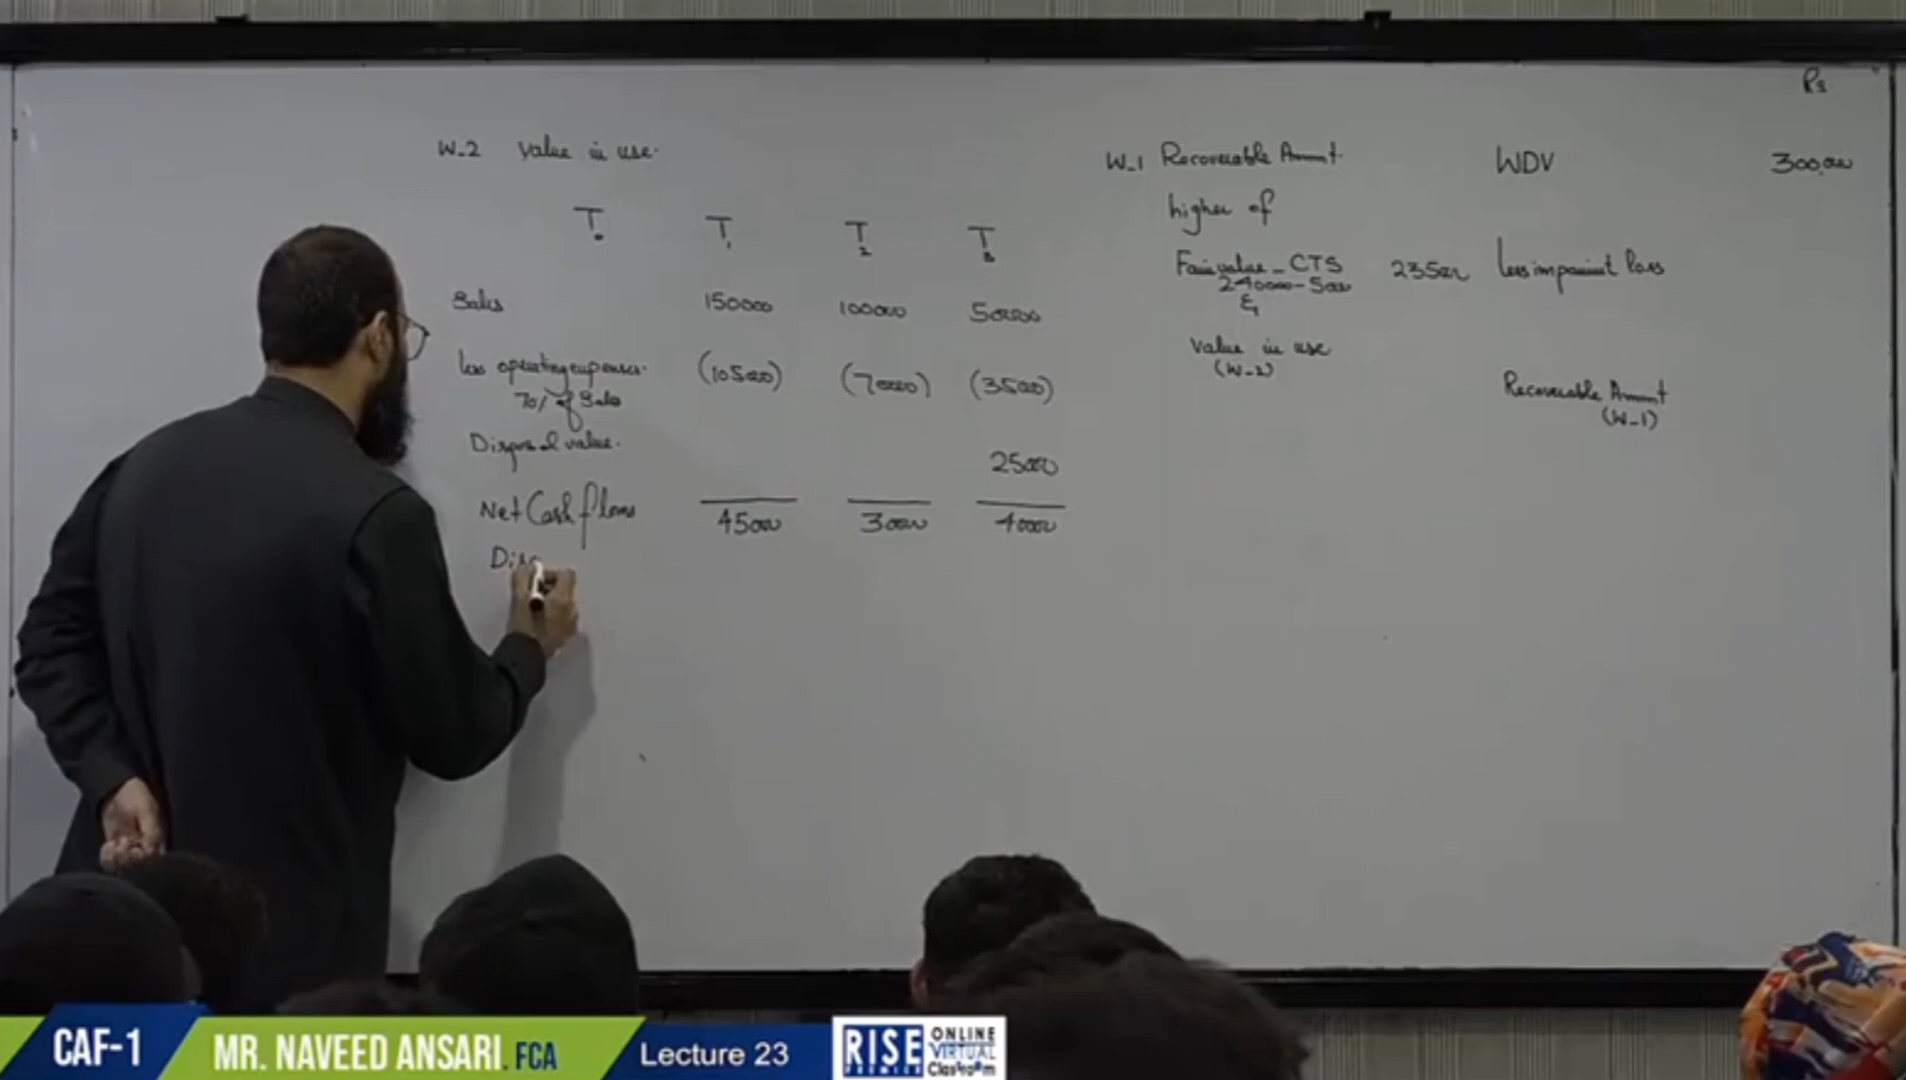 Rs
W-2 Value in use.
T0 T1 T2 T3
Sales 150000 100000 50000
Less operating expenses. (105000) (70000) (35000)
70% of Sales
Disposal value. 25000
Net Cash flows 45000 30000 40000
Disc
W-1 Recoverable Amount.
higher of
Fair value - CTS 235000
240000-5000
&
Value in use
(W-2)
WDV 300,000
Less impairment loss
Recoverable Amount
(W-1)
CAF-1
MR. NAVEED ANSARI. FCA
Lecture 23
RISE
PREMIER
ONLINE
VIRTUAL
Classroom